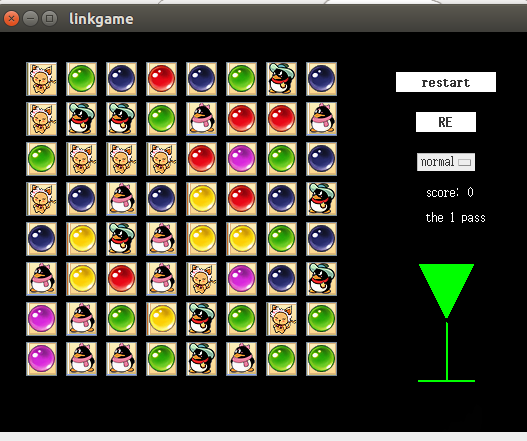 linkgame
restart
RE
normal
score: 0
the 1 pass